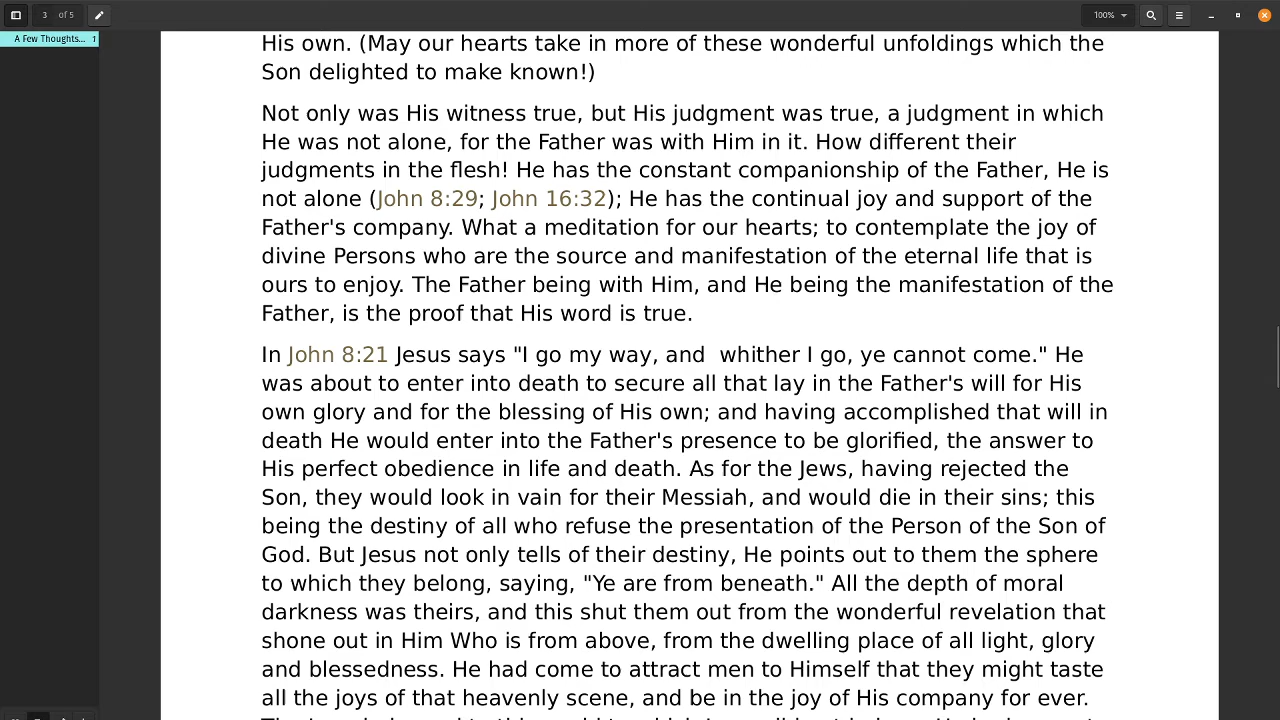 3 of 5
100%
A Few Thoughts... 1
His own. (May our hearts take in more of these wonderful unfoldings which the
Son delighted to make known!)
Not only was His witness true, but His judgment was true, a judgment in which
He was not alone, for the Father was with Him in it. How different their
judgments in the flesh! He has the constant companionship of the Father, He is
not alone (John 8:29; John 16:32); He has the continual joy and support of the
Father's company. What a meditation for our hearts; to contemplate the joy of
divine Persons who are the source and manifestation of the eternal life that is
ours to enjoy. The Father being with Him, and He being the manifestation of the
Father, is the proof that His word is true.
In John 8:21 Jesus says "I go my way, and  whither I go, ye cannot come." He
was about to enter into death to secure all that lay in the Father's will for His
own glory and for the blessing of His own; and having accomplished that will in
death He would enter into the Father's presence to be glorified, the answer to
His perfect obedience in life and death. As for the Jews, having rejected the
Son, they would look in vain for their Messiah, and would die in their sins; this
being the destiny of all who refuse the presentation of the Person of the Son of
God. But Jesus not only tells of their destiny, He points out to them the sphere
to which they belong, saying, "Ye are from beneath." All the depth of moral
darkness was theirs, and this shut them out from the wonderful revelation that
shone out in Him Who is from above, from the dwelling place of all light, glory
and blessedness. He had come to attract men to Himself that they might taste
all the joys of that heavenly scene, and be in the joy of His company for ever.